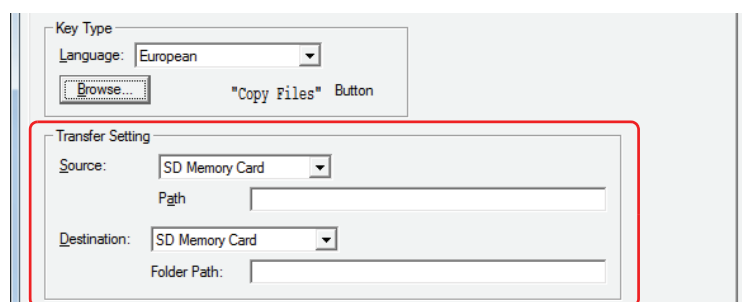 Key Type
Language: European
Browse... "Copy Files" Button
Transfer Setting
Source: SD Memory Card
Path
Destination: SD Memory Card
Folder Path: